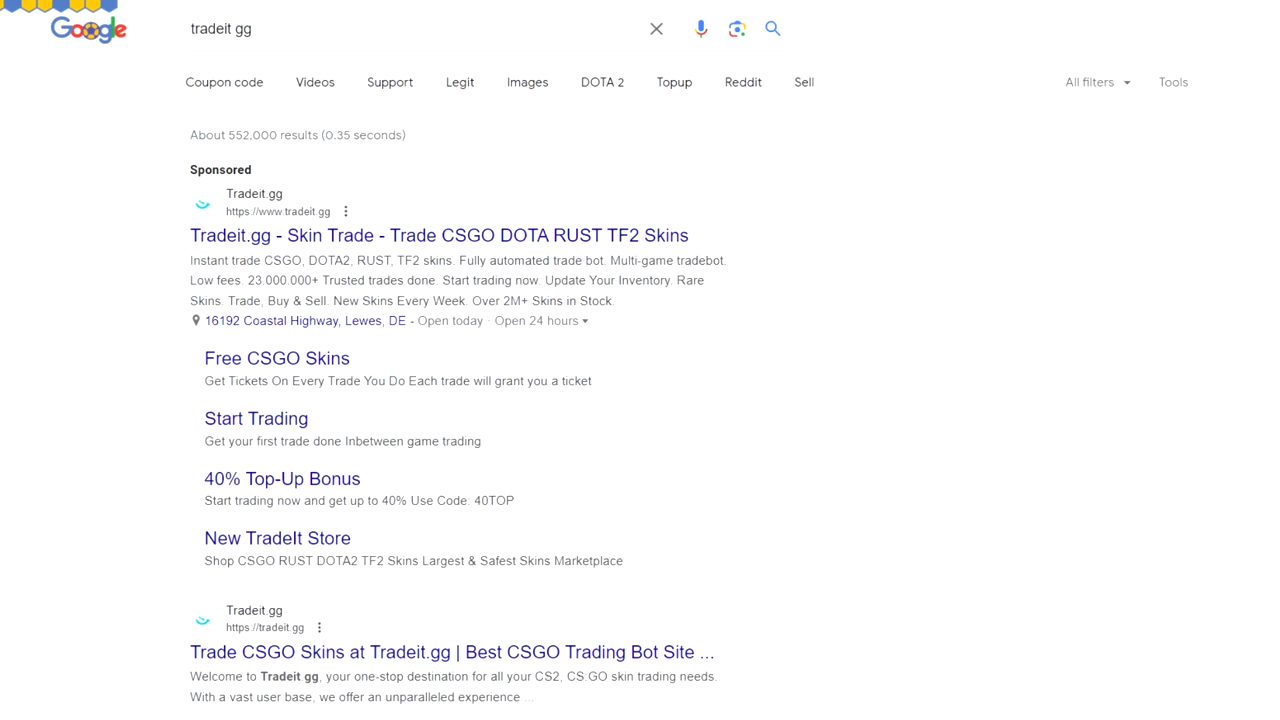 Google
tradeit gg
Coupon code Videos Support Legit Images DOTA 2 Topup Reddit Sell All filters Tools
About 552,000 results (0.35 seconds)
Sponsored
Tradeit.gg
https://www.tradeit.gg
Tradeit.gg - Skin Trade - Trade CSGO DOTA RUST TF2 Skins
Instant trade CSGO, DOTA2, RUST, TF2 skins. Fully automated trade bot. Multi-game tradebot.
Low fees. 23.000.000+ Trusted trades done. Start trading now. Update Your Inventory. Rare
Skins. Trade, Buy & Sell. New Skins Every Week. Over 2M+ Skins in Stock.
16192 Coastal Highway, Lewes, DE - Open today · Open 24 hours
Free CSGO Skins
Get Tickets On Every Trade You Do Each trade will grant you a ticket
Start Trading
Get your first trade done Inbetween game trading
40% Top-Up Bonus
Start trading now and get up to 40% Use Code: 40TOP
New TradeIt Store
Shop CSGO RUST DOTA2 TF2 Skins Largest & Safest Skins Marketplace
Tradeit.gg
https://tradeit.gg
Trade CSGO Skins at Tradeit.gg | Best CSGO Trading Bot Site ...
Welcome to Tradeit gg, your one-stop destination for all your CS2, CS:GO skin trading needs.
With a vast user base, we offer an unparalleled experience ...